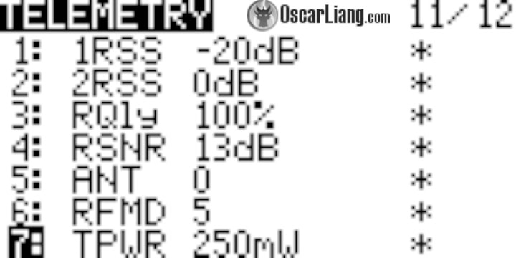 TELEMETRY OscarLiang.com 11/12
1: 1RSS -20dB *
2: 2RSS 0dB *
3: RQly 100% *
4: RSNR 13dB *
5: ANT 0 *
6: RFMD 5 *
7: TPWR 250mW *